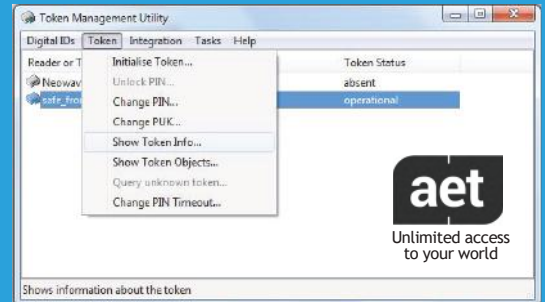 Token Management Utility
Digital IDs Token Integration Tasks Help
Reader or T
Token Status
Initialise Token...
Neowav
absent
Unlock PIN...
safe_fro
operational
Change PIN...
Change PUK...
Show Token Info...
Show Token Objects...
Query unknown token...
Change PIN Timeout...
aet
Unlimited access
to your world
Shows information about the token